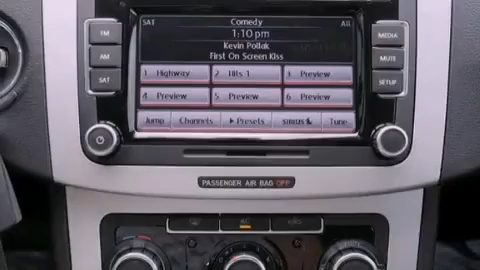 SAT Comedy All
1:10 pm
Kevin Pollak
First On Screen Kiss
1 Highway 2 Hits 1 3 Preview
4 Preview 5 Preview 6 Preview
Jump Channels ▶ Presets SIRIUS Tune
FM
AM
SAT
MEDIA
MUTE
SETUP
PASSENGER AIR BAG OFF